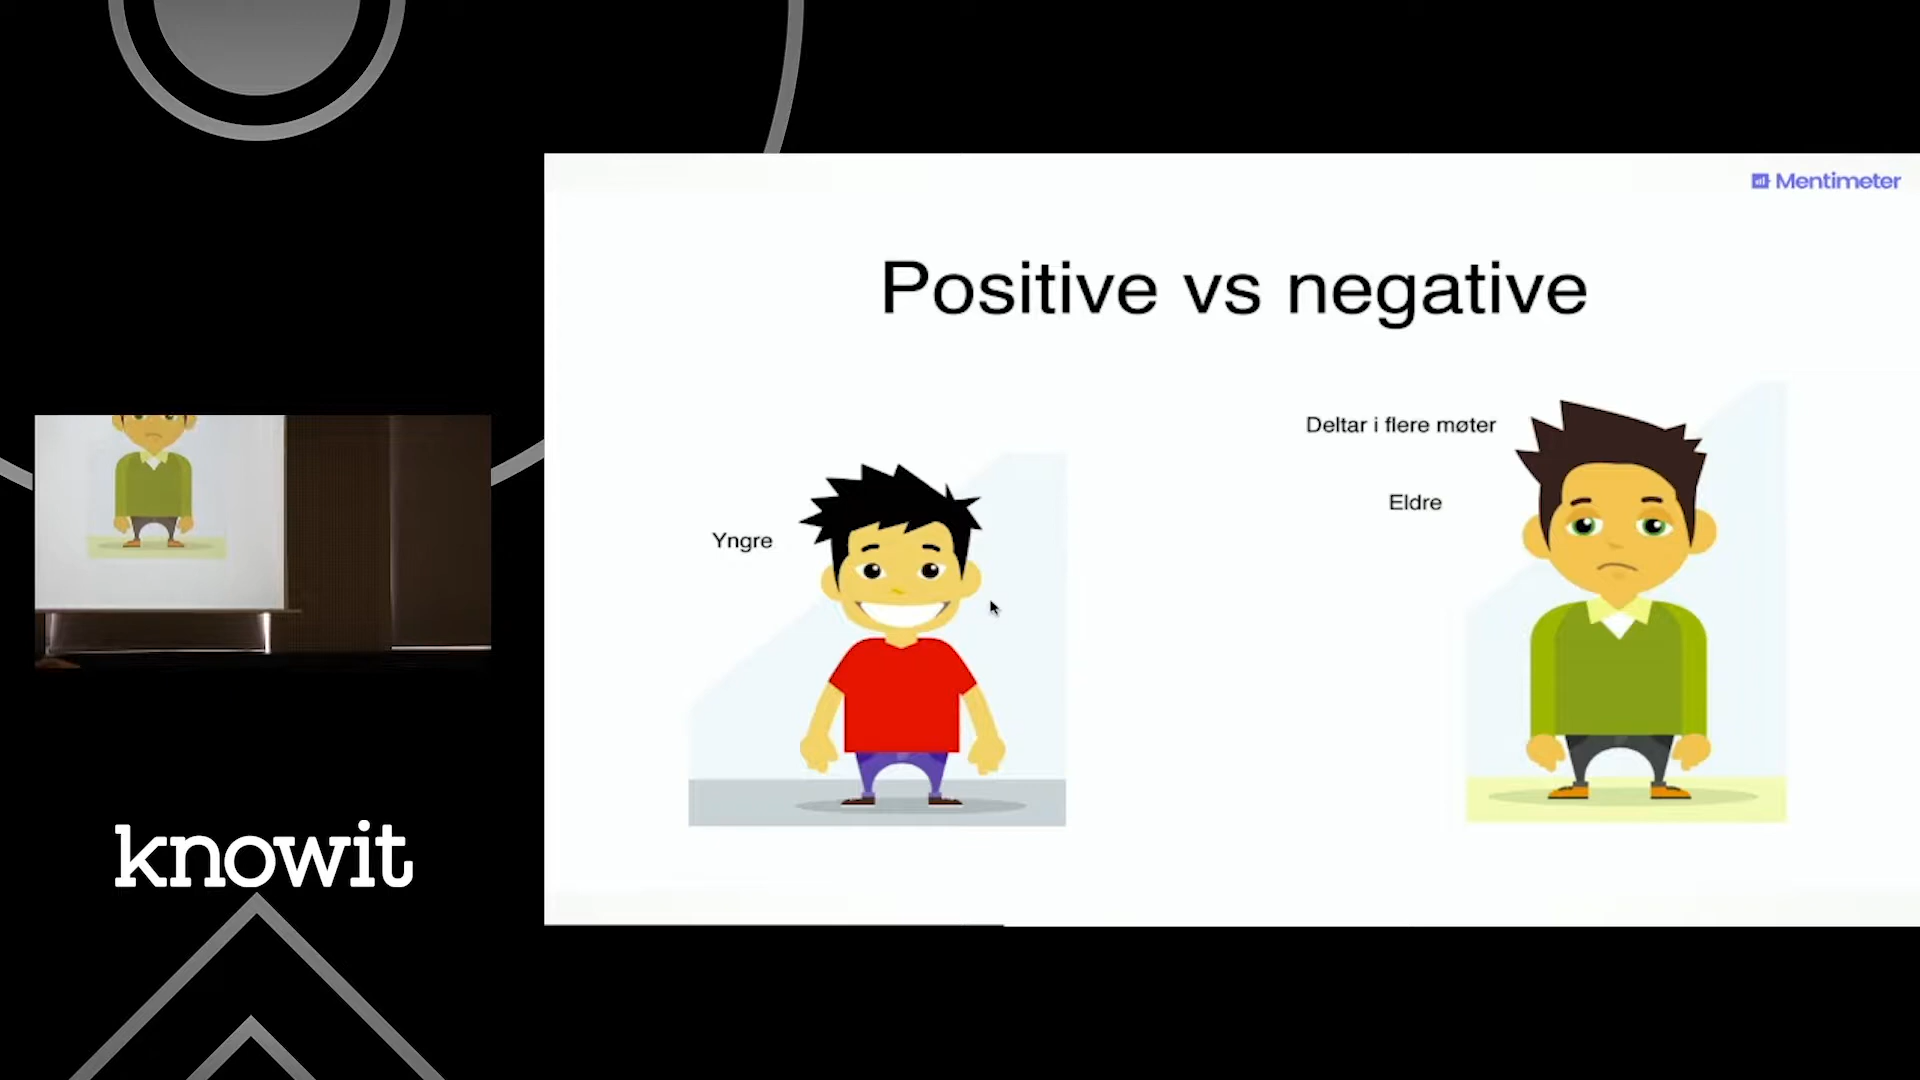 Mentimeter
Positive vs negative
Deltar i flere møter
Eldre
Yngre
knowit